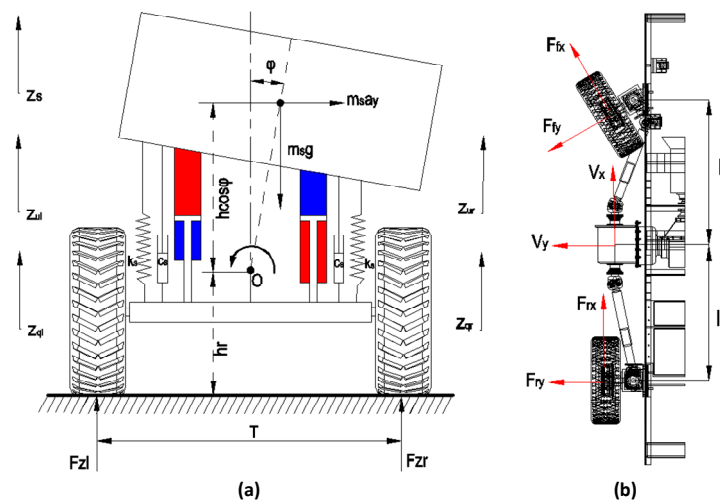 φ
Zs
msay
msg
Zul
hcosφ
Zur
ks
Cs
Cs
ks
O
Zql
Zqr
hr
T
Fzl
Fzr
(a)
Ffx
Ffy
Vx
Vy
Frx
Fry
l
l
(b)